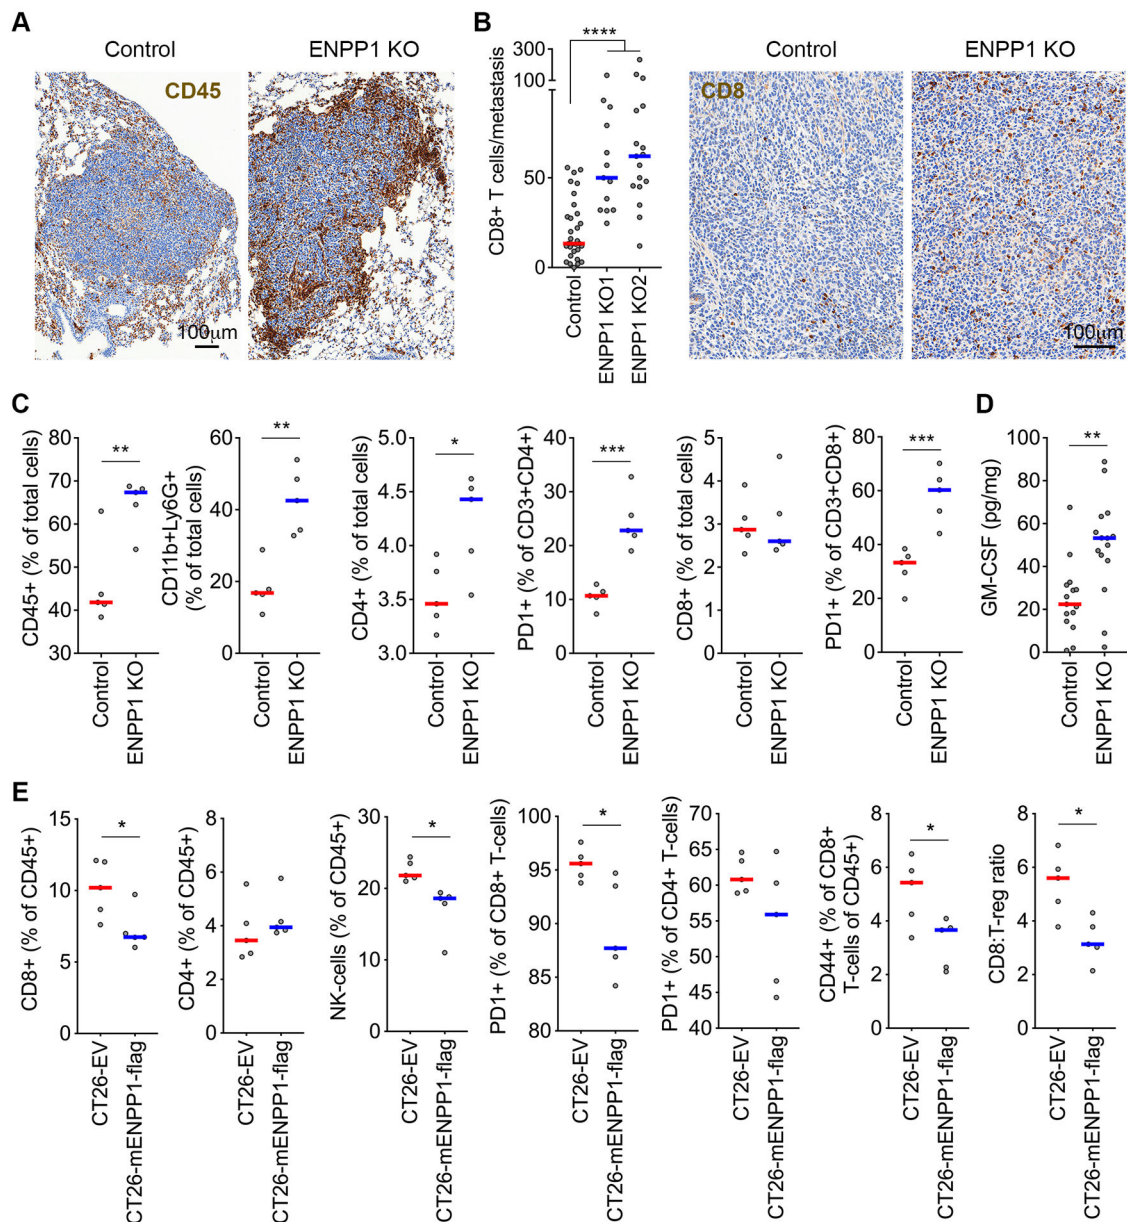 A
Control
ENPP1 KO
CD45
100µm
B
****
300
100
50
0
CD8+ T cells/metastasis
Control
ENPP1 KO1
ENPP1 KO2
Control
ENPP1 KO
CD8
100µm
C
CD45+ (% of total cells)
80
70
60
50
40
30
**
Control
ENPP1 KO
CD11b+Ly6G+
(% of total cells)
60
40
20
0
**
Control
ENPP1 KO
CD4+ (% of total cells)
5.0
4.5
4.0
3.5
3.0
*
Control
ENPP1 KO
PD1+ (% of CD3+CD4+)
40
30
20
10
0
***
Control
ENPP1 KO
CD8+ (% of total cells)
5
4
3
2
1
0
Control
ENPP1 KO
PD1+ (% of CD3+CD8+)
80
60
40
20
0
***
Control
ENPP1 KO
D
GM-CSF (pg/mg)
100
80
60
40
20
0
**
Control
ENPP1 KO
E
CD8+ (% of CD45+)
15
10
5
0
*
CT26-EV
CT26-mENPP1-flag
CD4+ (% of CD45+)
8
6
4
2
0
CT26-EV
CT26-mENPP1-flag
NK-cells (% of CD45+)
30
20
10
0
*
CT26-EV
CT26-mENPP1-flag
PD1+ (% of CD8+ T-cells)
100
95
90
85
80
*
CT26-EV
CT26-mENPP1-flag
PD1+ (% of CD4+ T-cells)
70
65
60
55
50
45
40
CT26-EV
CT26-mENPP1-flag
CD44+ (% of CD8+
T-cells of CD45+)
8
6
4
2
0
*
CT26-EV
CT26-mENPP1-flag
CD8:T-reg ratio
8
6
4
2
0
*
CT26-EV
CT26-mENPP1-flag